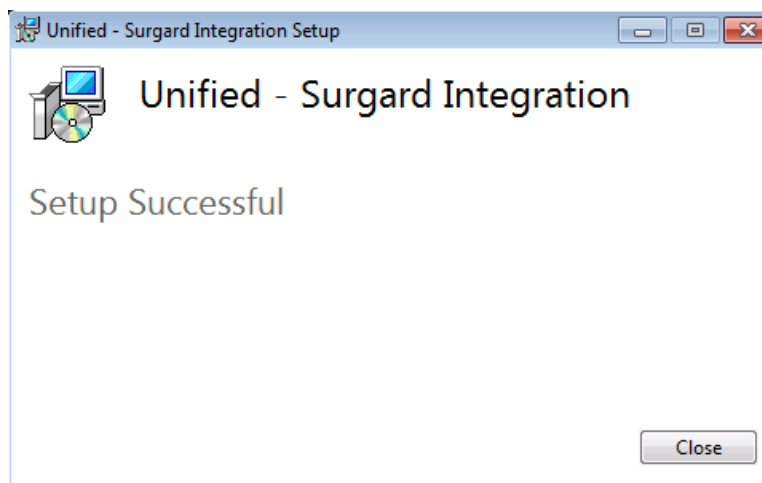 Unified - Surgard Integration Setup
Unified - Surgard Integration
Setup Successful
Close